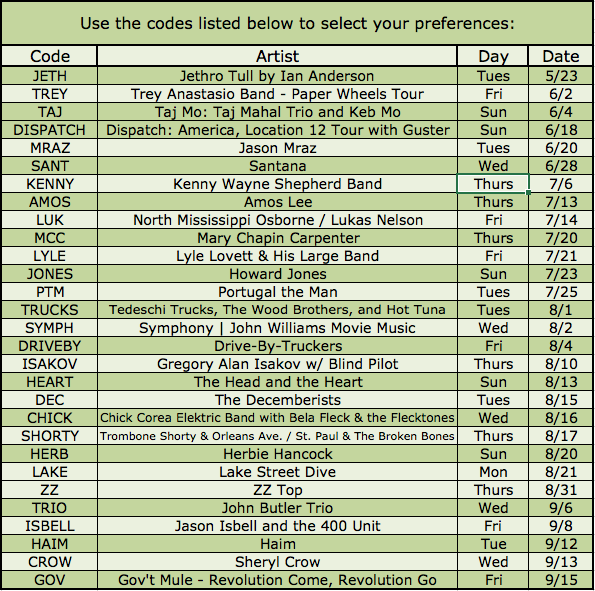 Use the codes listed below to select your preferences:
Code Artist Day Date
JETH Jethro Tull by Ian Anderson Tues 5/23
TREY Trey Anastasio Band - Paper Wheels Tour Fri 6/2
TAJ Taj Mo: Taj Mahal Trio and Keb Mo Sun 6/4
DISPATCH Dispatch: America, Location 12 Tour with Guster Sun 6/18
MRAZ Jason Mraz Tues 6/20
SANT Santana Wed 6/28
KENNY Kenny Wayne Shepherd Band Thurs 7/6
AMOS Amos Lee Thurs 7/13
LUK North Mississippi Osborne / Lukas Nelson Fri 7/14
MCC Mary Chapin Carpenter Thurs 7/20
LYLE Lyle Lovett & His Large Band Fri 7/21
JONES Howard Jones Sun 7/23
PTM Portugal the Man Tues 7/25
TRUCKS Tedeschi Trucks, The Wood Brothers, and Hot Tuna Tues 8/1
SYMPH Symphony | John Williams Movie Music Wed 8/2
DRIVEBY Drive-By-Truckers Fri 8/4
ISAKOV Gregory Alan Isakov w/ Blind Pilot Thurs 8/10
HEART The Head and the Heart Sun 8/13
DEC The Decemberists Tues 8/15
CHICK Chick Corea Elektric Band with Bela Fleck & the Flecktones Wed 8/16
SHORTY Trombone Shorty & Orleans Ave. / St. Paul & The Broken Bones Thurs 8/17
HERB Herbie Hancock Sun 8/20
LAKE Lake Street Dive Mon 8/21
ZZ ZZ Top Thurs 8/31
TRIO John Butler Trio Wed 9/6
ISBELL Jason Isbell and the 400 Unit Fri 9/8
HAIM Haim Tue 9/12
CROW Sheryl Crow Wed 9/13
GOV Gov't Mule - Revolution Come, Revolution Go Fri 9/15